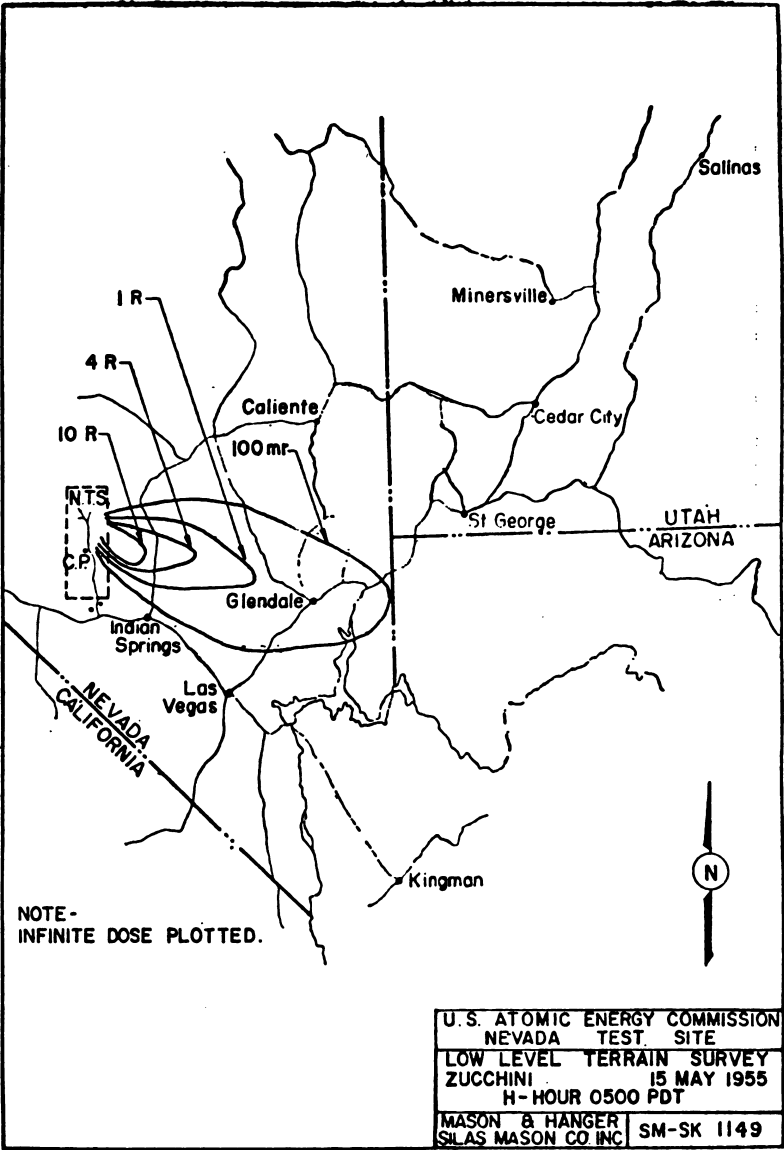 Salinas
Minersville
1 R
4 R
Caliente
Cedar City
10 R
100 mr
N.T.S.
St George
UTAH
ARIZONA
C.P.
Glendale
Indian
Springs
Las
Vegas
NEVADA
CALIFORNIA
Kingman
N
NOTE-
INFINITE DOSE PLOTTED.
U.S. ATOMIC ENERGY COMMISSION
NEVADA TEST SITE
LOW LEVEL TERRAIN SURVEY
ZUCCHINI 15 MAY 1955
H-HOUR 0500 PDT
MASON & HANGER
SILAS MASON CO. INC
SM-SK 1149